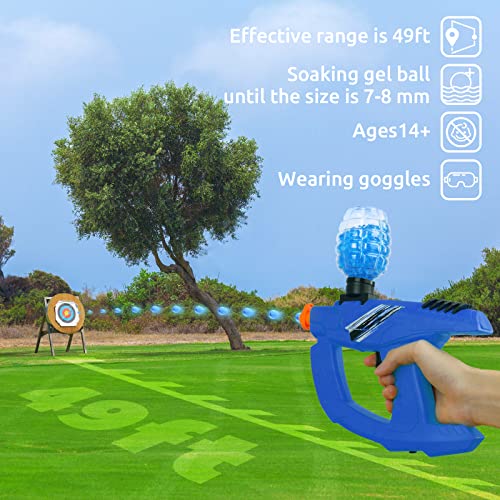 Effective range is 49ft
Soaking gel ball
until the size is 7-8 mm
Ages14+
Wearing goggles
49ft